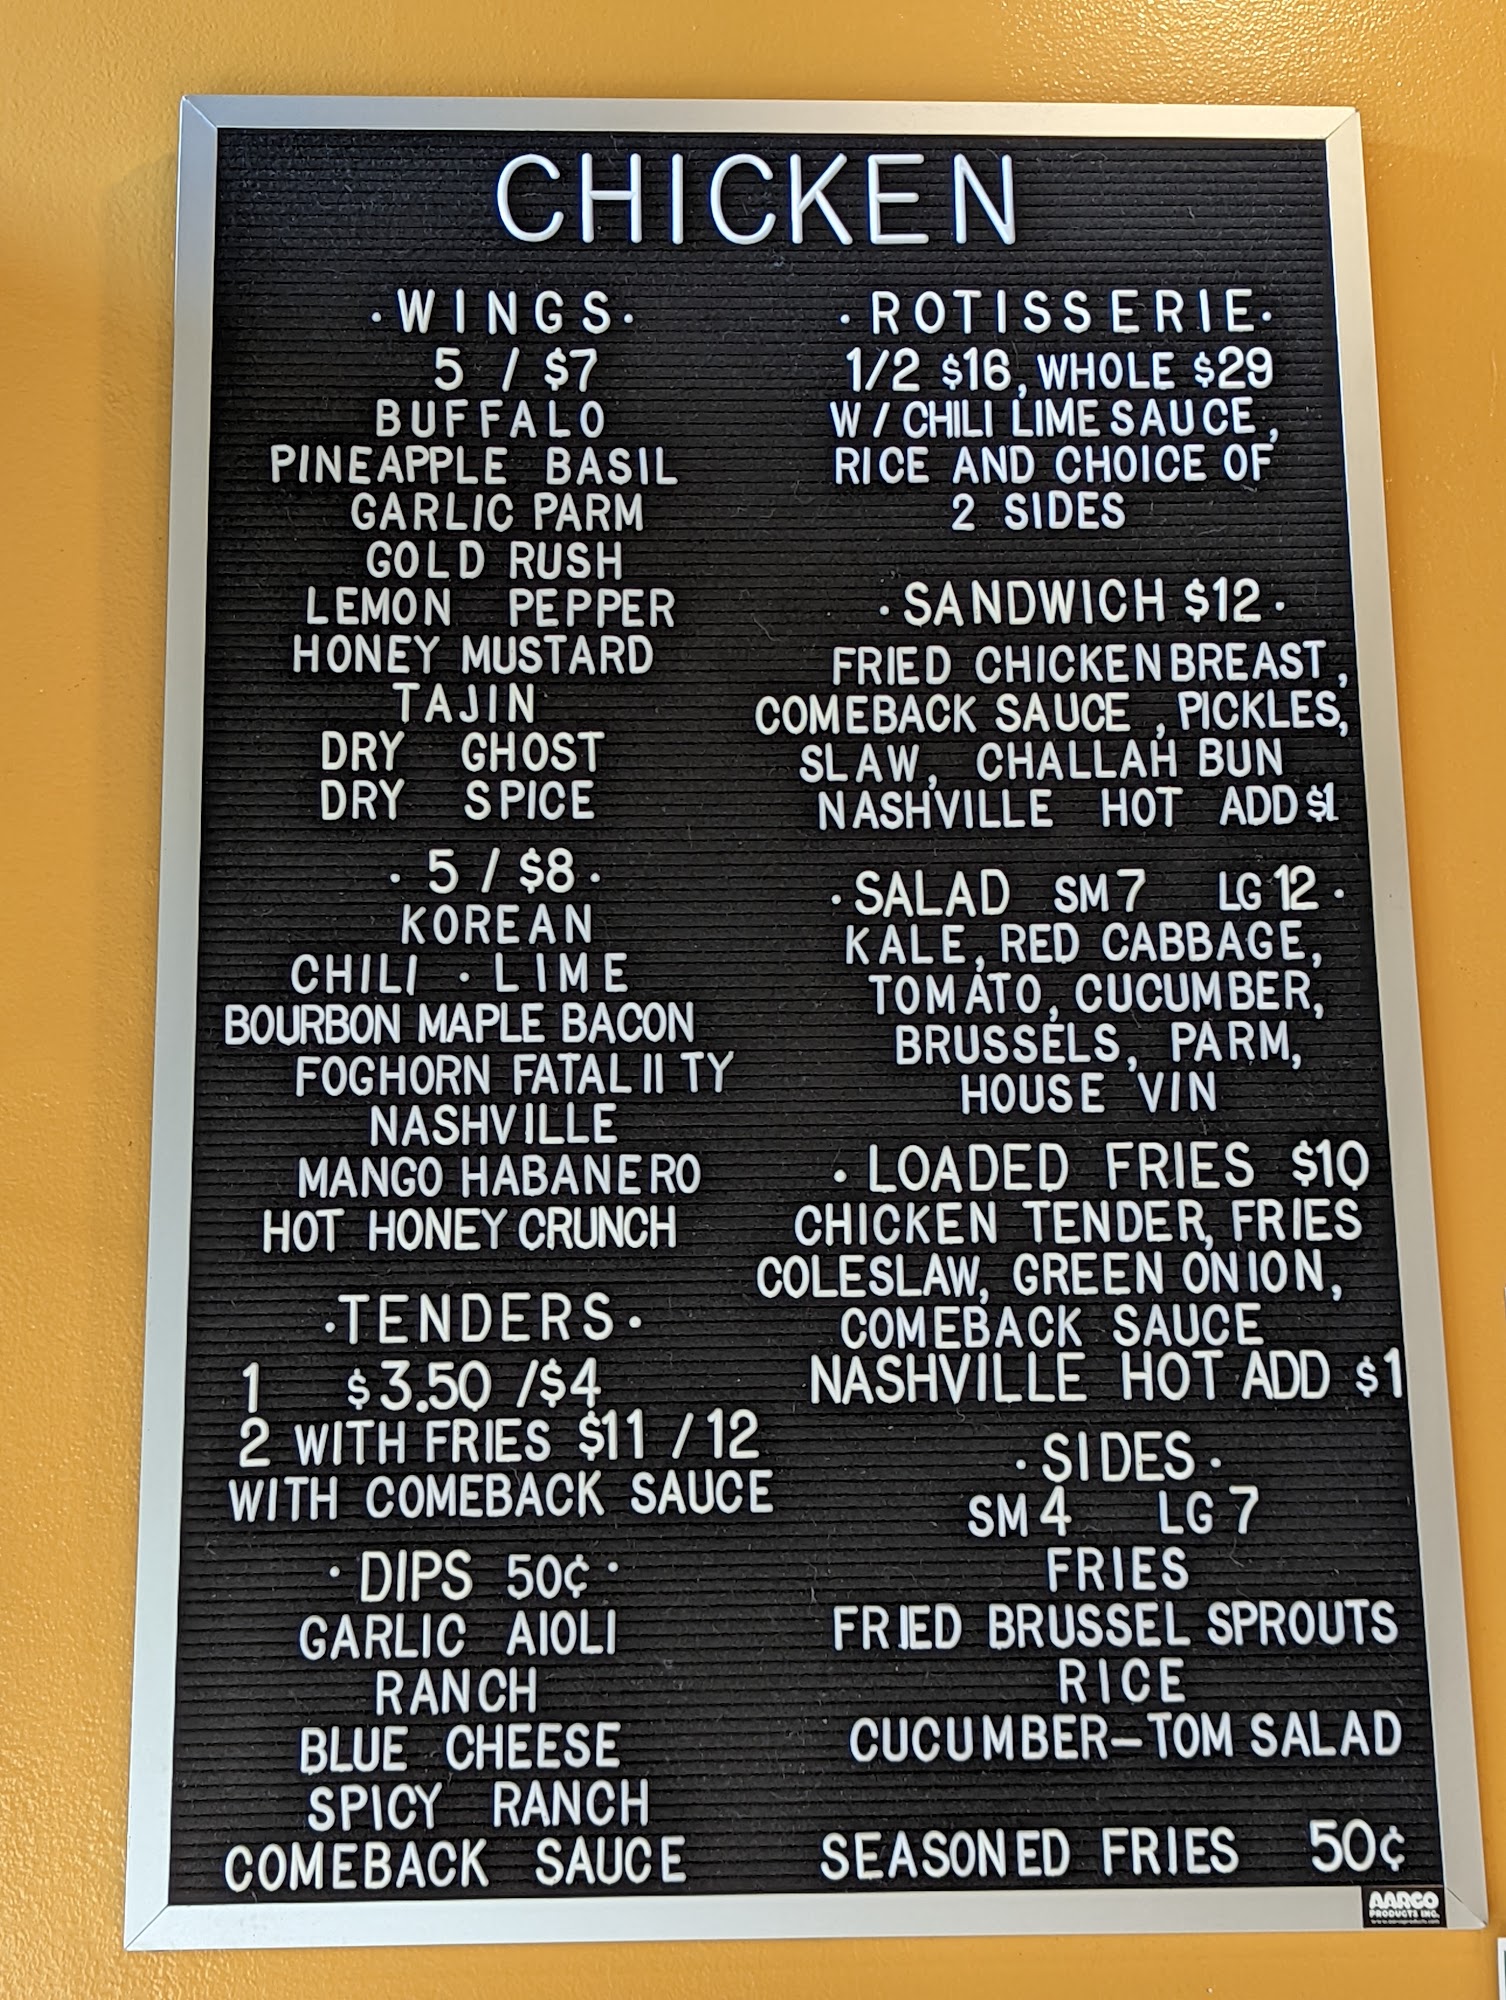 CHICKEN
· WINGS ·
5 / $7
BUFFALO
PINEAPPLE BASIL
GARLIC PARM
GOLD RUSH
LEMON PEPPER
HONEY MUSTARD
TAJIN
DRY GHOST
DRY SPICE
· 5 / $8 ·
KOREAN
CHILI · LIME
BOURBON MAPLE BACON
FOGHORN FATALIITY
NASHVILLE
MANGO HABANERO
HOT HONEY CRUNCH
· TENDERS ·
1 $3.50 / $4
2 WITH FRIES $11 / 12
WITH COMEBACK SAUCE
· DIPS 50¢ ·
GARLIC AIOLI
RANCH
BLUE CHEESE
SPICY RANCH
COMEBACK SAUCE
· ROTISSERIE ·
1/2 $16, WHOLE $29
W / CHILI LIME SAUCE,
RICE AND CHOICE OF
2 SIDES
· SANDWICH $12 ·
FRIED CHICKEN BREAST,
COMEBACK SAUCE, PICKLES,
SLAW, CHALLAH BUN
NASHVILLE HOT ADD $1
· SALAD SM 7 LG 12 ·
KALE, RED CABBAGE,
TOMATO, CUCUMBER,
BRUSSELS, PARM,
HOUSE VIN
· LOADED FRIES $10
CHICKEN TENDER, FRIES
COLESLAW, GREEN ONION,
COMEBACK SAUCE
NASHVILLE HOT ADD $1
· SIDES ·
SM 4 LG 7
FRIES
FRIED BRUSSEL SPROUTS
RICE
CUCUMBER–TOM SALAD
SEASONED FRIES 50¢
AARCO
PRODUCTS INC.